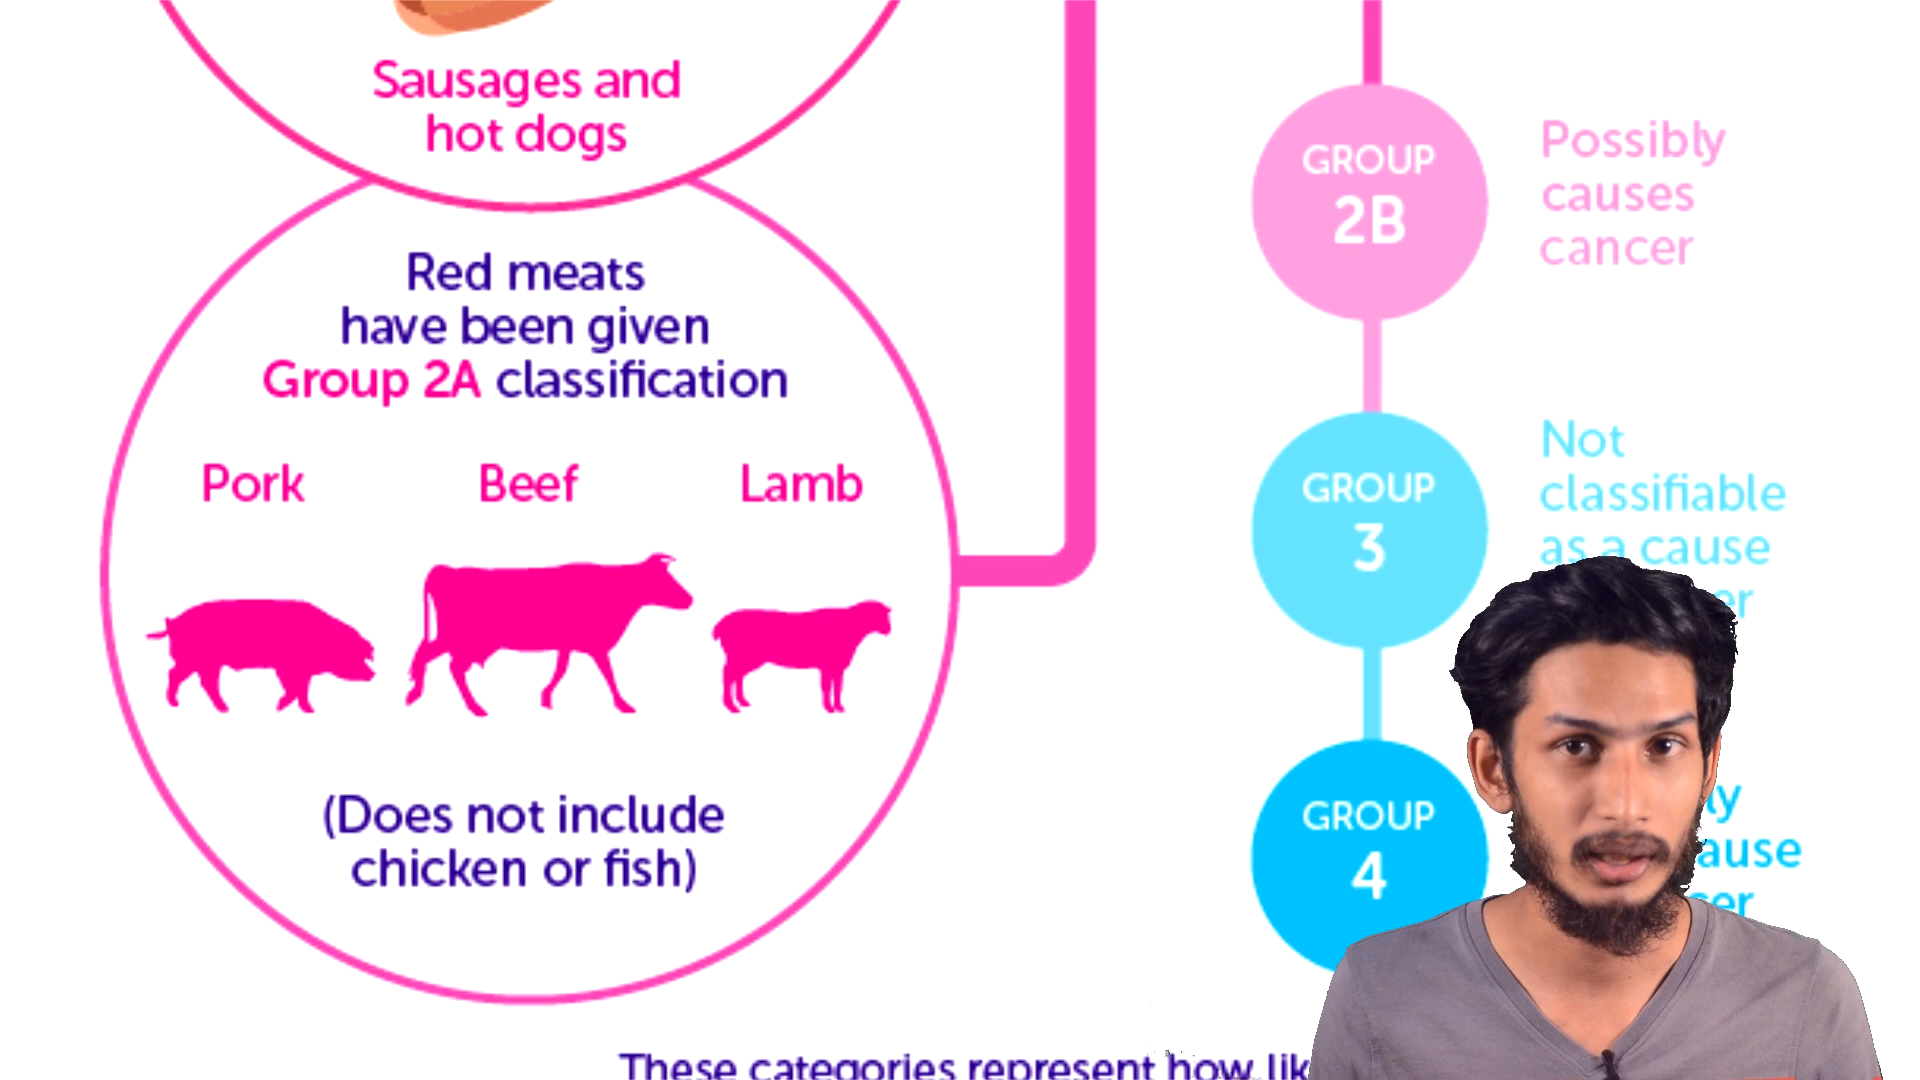 Sausages and
hot dogs
Red meats
have been given
Group 2A classification
Pork
Beef
Lamb
(Does not include
chicken or fish)
GROUP
2B
Possibly
causes
cancer
GROUP
3
Not
classifiable
as a cause
GROUP
4
These categories represent how